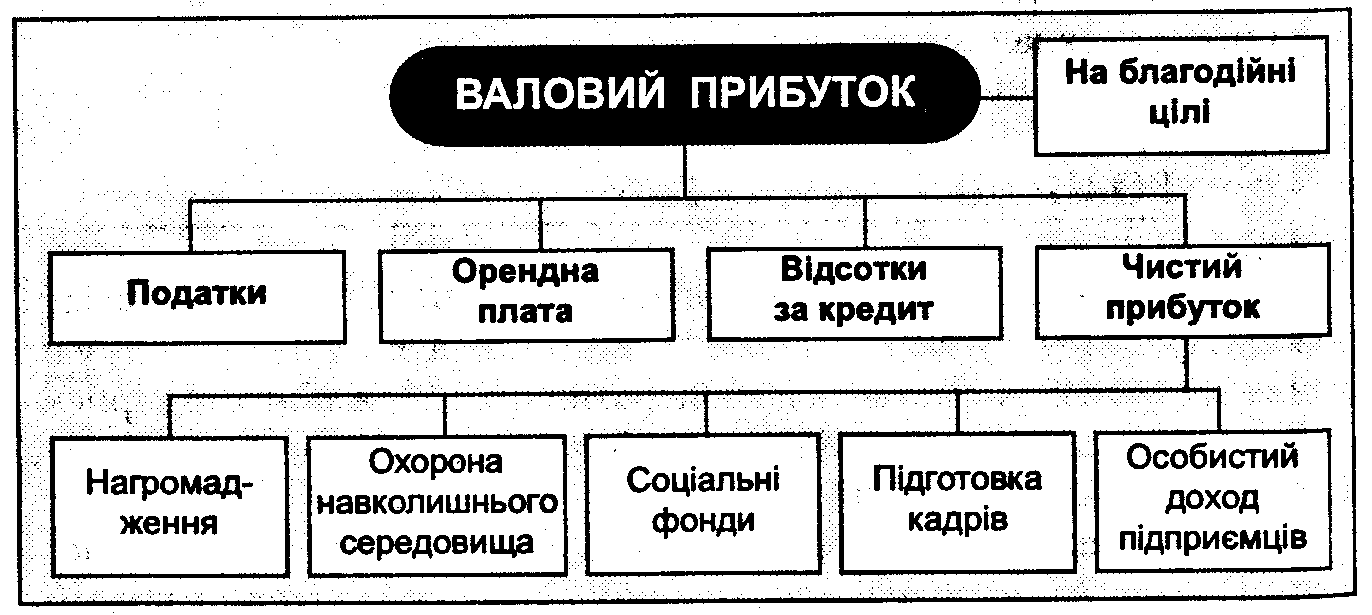 ВАЛОВИЙ ПРИБУТОК
На благодійні
цілі
Податки
Орендна
плата
Відсотки
за кредит
Чистий
прибуток
Нагромад-
ження
Охорона
навколишнього
середовища
Соціальні
фонди
Підготовка
кадрів
Особистий
доход
підприємців